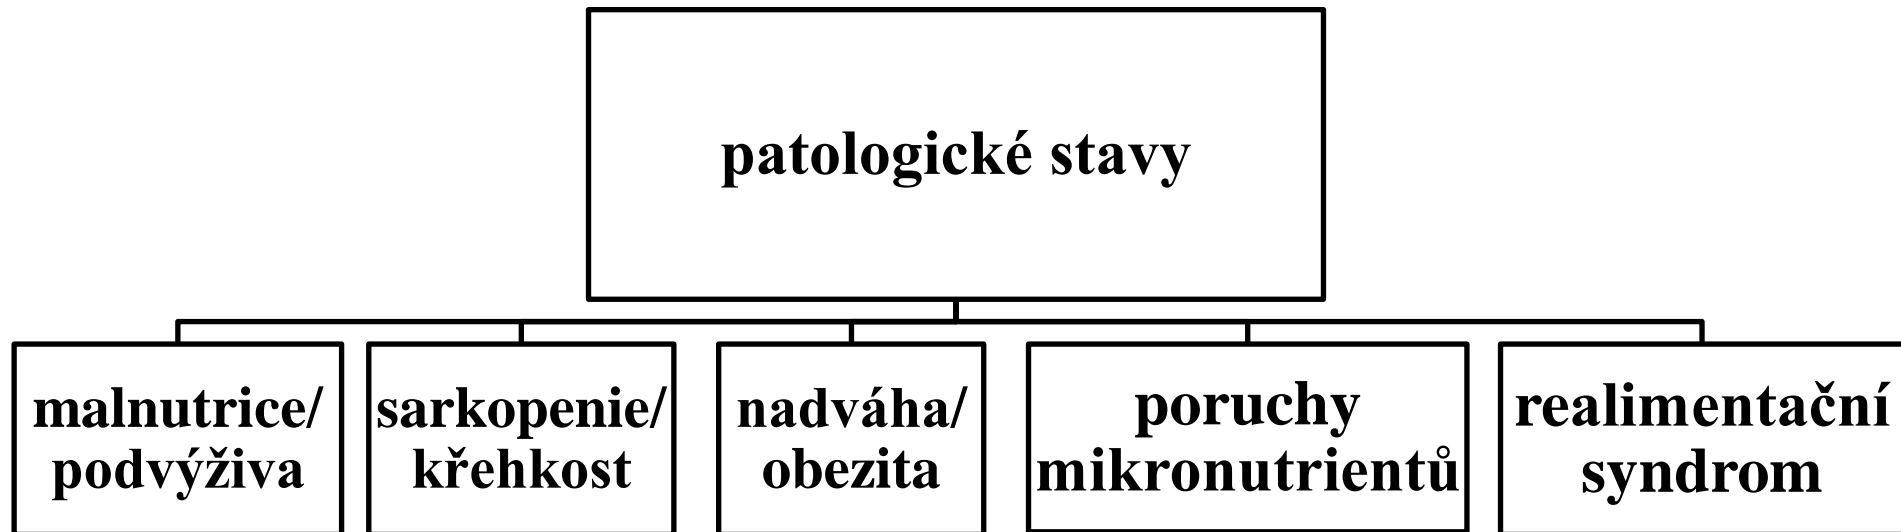 patologické stavy
malnutrice/
podvýživa
sarkopenie/
křehkost
nadváha/
obezita
poruchy
mikronutrientů
realimentační
syndrom